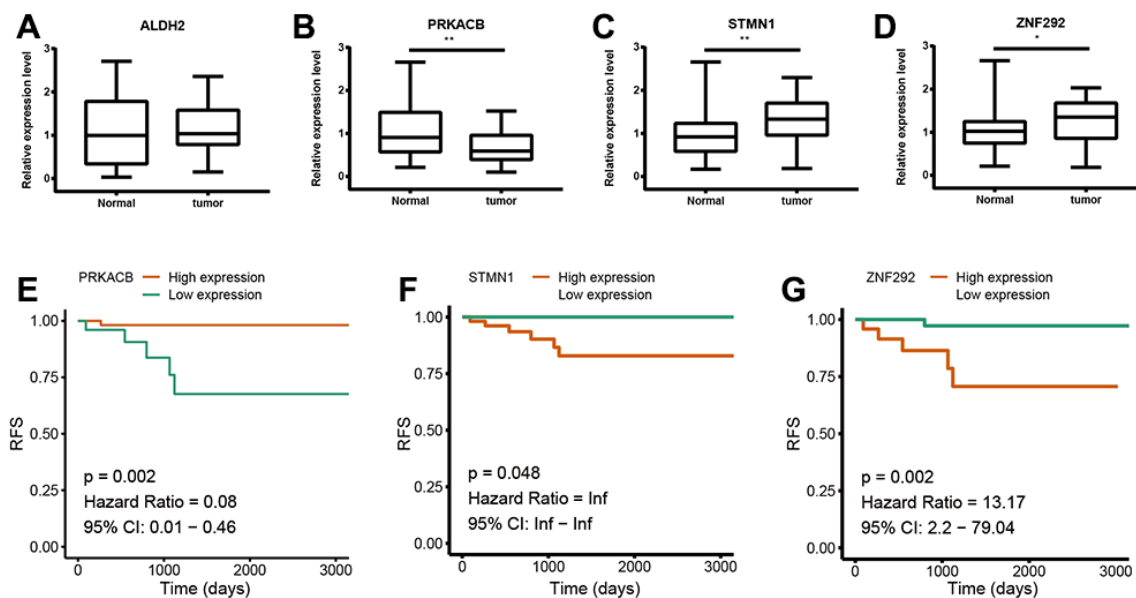 A
ALDH2
Relative expression level
3
2
1
0
Normal
tumor
B
PRKACB
**
Relative expression level
3
2
1
0
Normal
tumor
C
STMN1
**
Relative expression level
3
2
1
0
Normal
tumor
D
ZNF292
*
Relative expression level
3
2
1
0
Normal
tumor
E
PRKACB
High expression
Low expression
RFS
1.00
0.75
0.50
0.25
0.00
p = 0.002
Hazard Ratio = 0.08
95% CI: 0.01 − 0.46
0
1000
2000
3000
Time (days)
F
STMN1
High expression
Low expression
RFS
1.00
0.75
0.50
0.25
0.00
p = 0.048
Hazard Ratio = Inf
95% CI: Inf − Inf
0
1000
2000
3000
Time (days)
G
ZNF292
High expression
Low expression
RFS
1.00
0.75
0.50
0.25
0.00
p = 0.002
Hazard Ratio = 13.17
95% CI: 2.2 − 79.04
0
1000
2000
3000
Time (days)